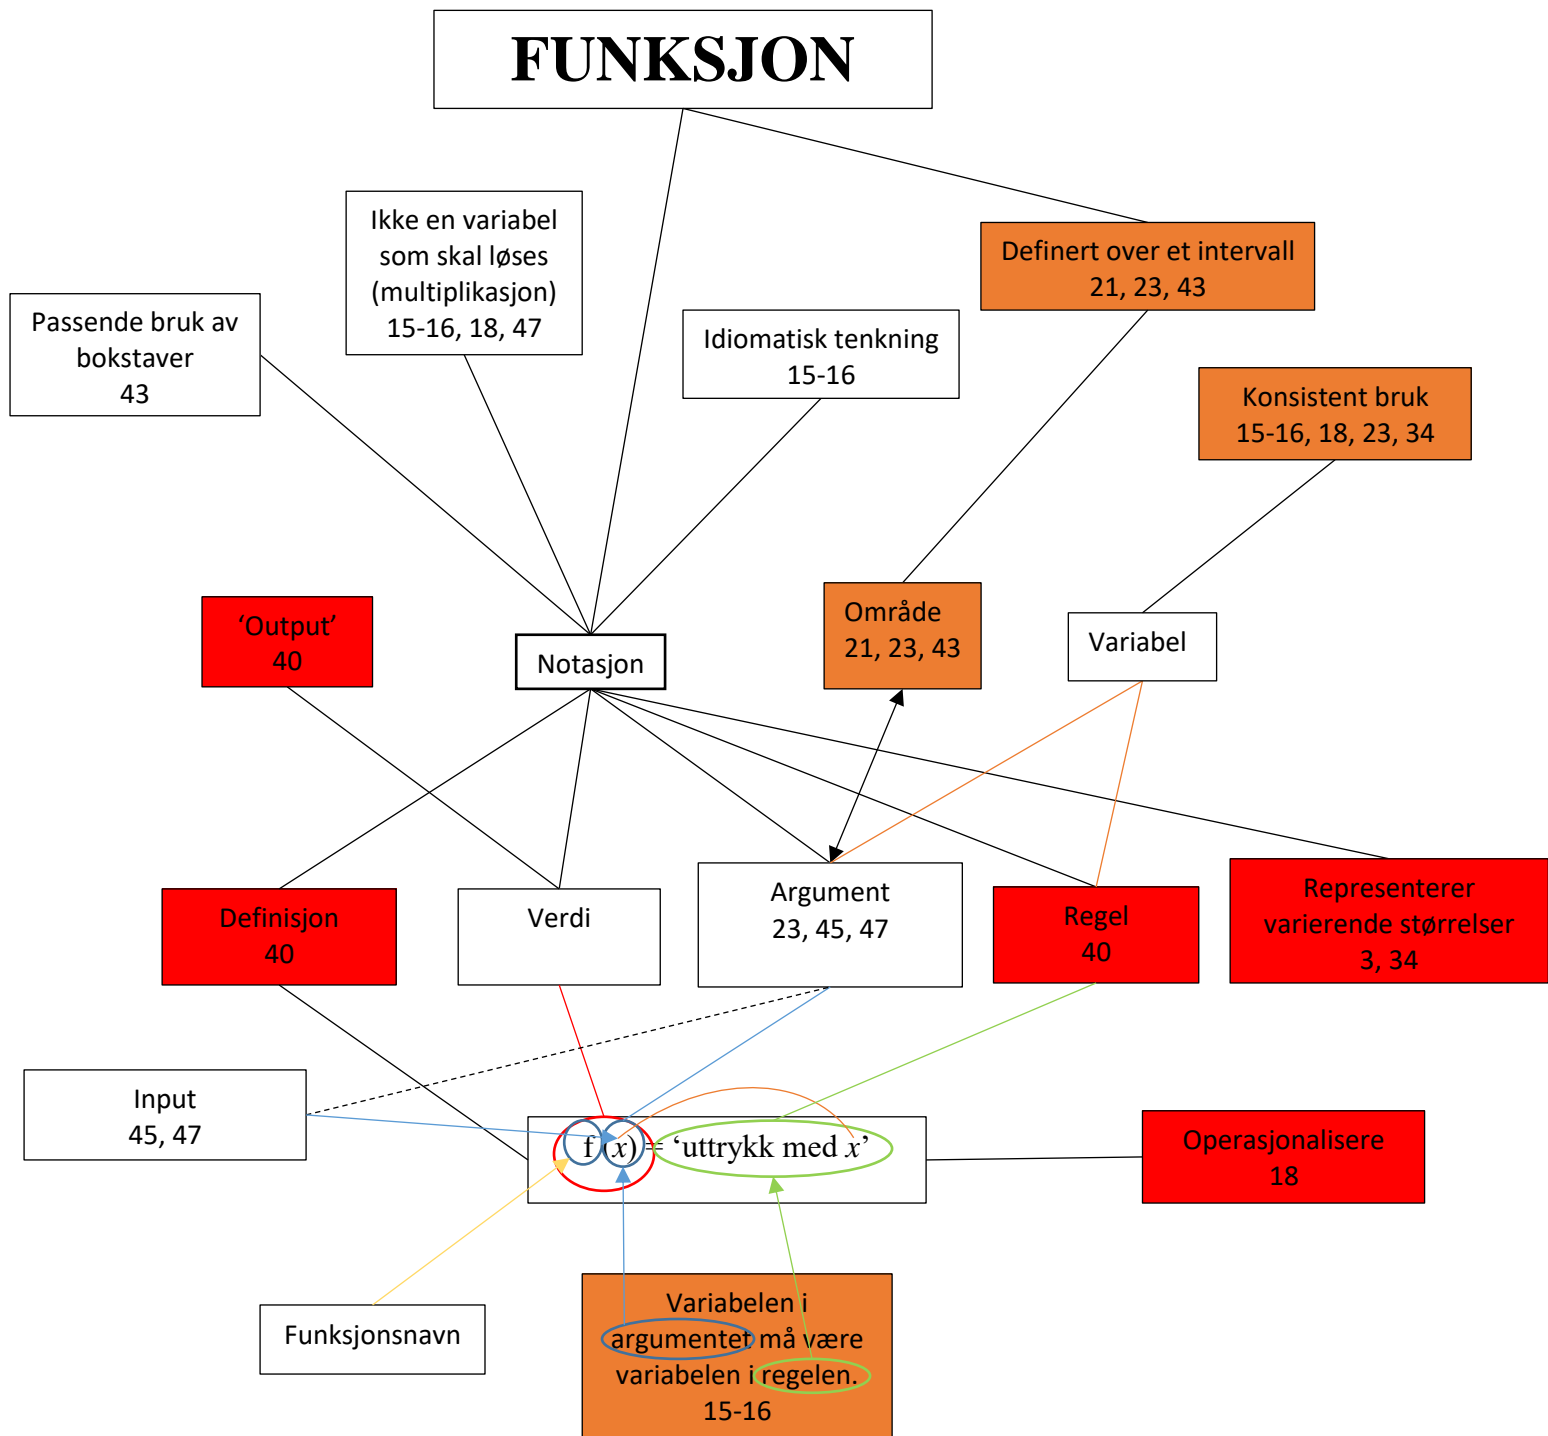 FUNKSJON
Ikke en variabel
som skal løses
(multiplikasjon)
15-16, 18, 47
Definert over et intervall
21, 23, 43
Passende bruk av
bokstaver
43
Idiomatisk tenkning
15-16
Konsistent bruk
15-16, 18, 23, 34
‘Output’
40
Notasjon
Område
21, 23, 43
Variabel
Definisjon
40
Verdi
Argument
23, 45, 47
Regel
40
Representerer
varierende størrelser
3, 34
Input
45, 47
f (x) = ‘uttrykk med x’
Operasjonalisere
18
Funksjonsnavn
Variabelen i
argumentet må være
variabelen i regelen.
15-16